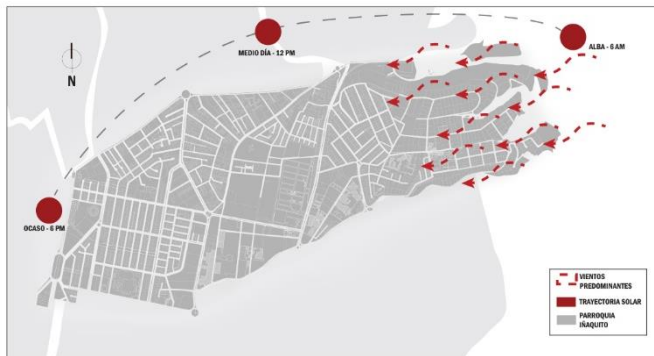 MEDIO DÍA - 12 PM
ALBA - 6 AM
N
OCASO - 6 PM
VIENTOS
PREDOMINANTES
TRAYECTORIA SOLAR
PARROQUIA
IÑAQUITO